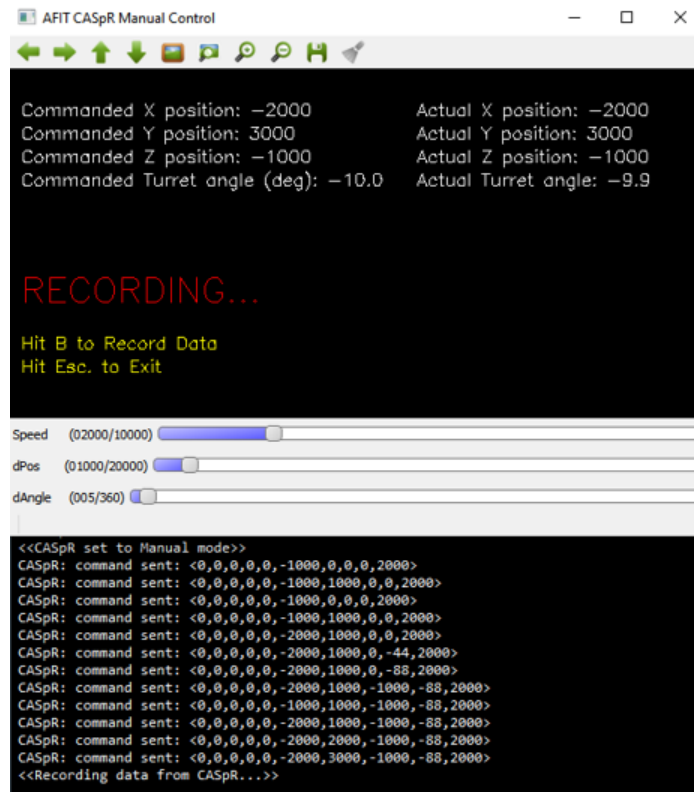 AFIT CASpR Manual Control
Commanded X position: -2000 Actual X position: -2000
Commanded Y position: 3000 Actual Y position: 3000
Commanded Z position: -1000 Actual Z position: -1000
Commanded Turret angle (deg): -10.0 Actual Turret angle: -9.9
RECORDING...
Hit B to Record Data
Hit Esc. to Exit
Speed (02000/10000)
dPos (01000/20000)
dAngle (005/360)
<<CASpR set to Manual mode>>
CASpR: command sent: <0,0,0,0,0,-1000,0,0,0,2000>
CASpR: command sent: <0,0,0,0,0,-1000,1000,0,0,2000>
CASpR: command sent: <0,0,0,0,0,-1000,0,0,0,2000>
CASpR: command sent: <0,0,0,0,0,-1000,1000,0,0,2000>
CASpR: command sent: <0,0,0,0,0,-2000,1000,0,0,2000>
CASpR: command sent: <0,0,0,0,0,-2000,1000,0,-44,2000>
CASpR: command sent: <0,0,0,0,0,-2000,1000,0,-88,2000>
CASpR: command sent: <0,0,0,0,0,-2000,1000,-1000,-88,2000>
CASpR: command sent: <0,0,0,0,0,-1000,1000,-1000,-88,2000>
CASpR: command sent: <0,0,0,0,0,-2000,1000,-1000,-88,2000>
CASpR: command sent: <0,0,0,0,0,-2000,2000,-1000,-88,2000>
CASpR: command sent: <0,0,0,0,0,-2000,3000,-1000,-88,2000>
<<Recording data from CASpR...>>